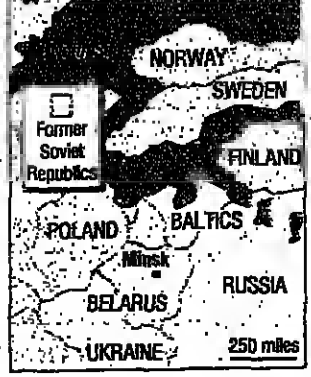 NORWAY
SWEDEN
Former
Soviet
Republics
FINLAND
POLAND
BALTICS
Minsk
RUSSIA
BELARUS
UKRAINE
250 miles